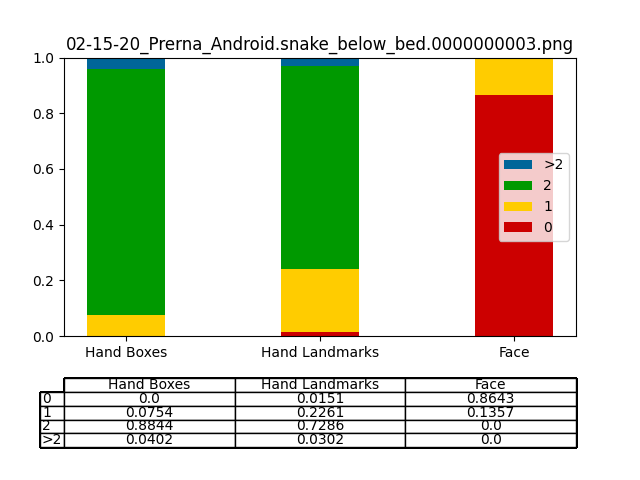 02-15-20_Prerna_Android.snake_below_bed.0000000003.png
1.0
0.8
0.6
0.4
0.2
0.0
>2
2
1
0
Hand Boxes Hand Landmarks Face
Hand Boxes Hand Landmarks Face
0 0.0 0.0151 0.8643
1 0.0754 0.2261 0.1357
2 0.8844 0.7286 0.0
>2 0.0402 0.0302 0.0